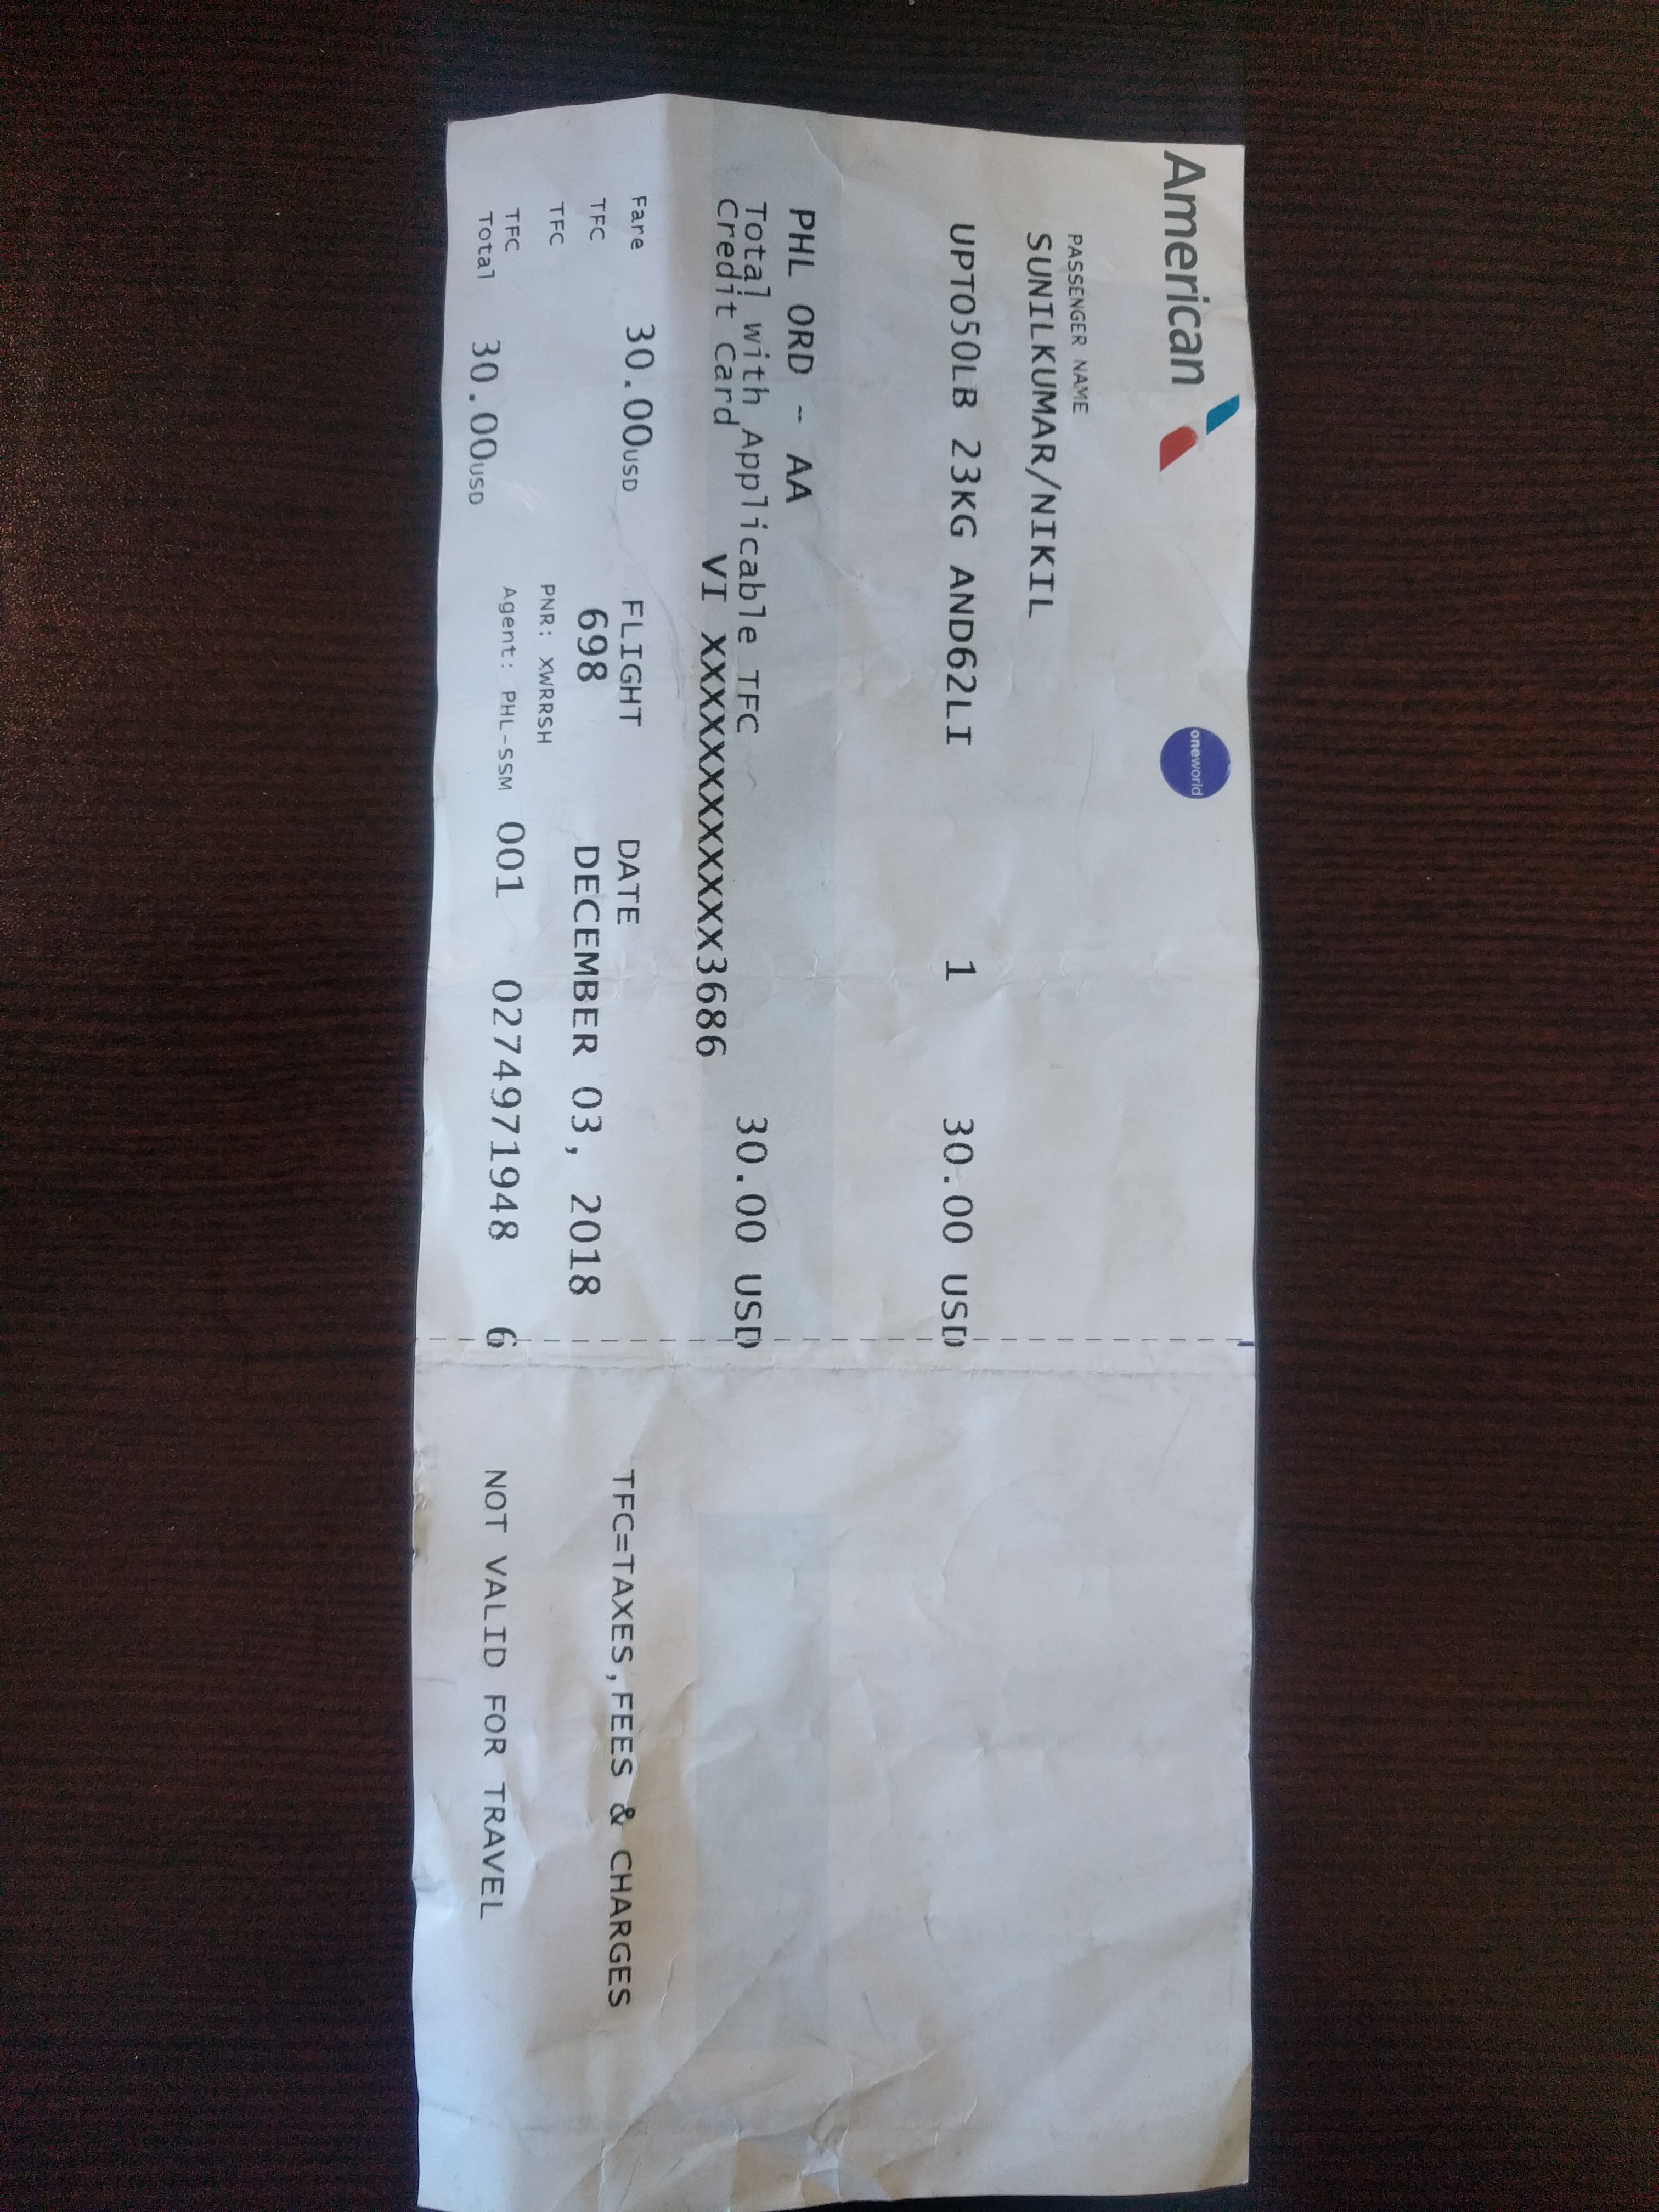 American
oneworld
PASSENGER NAME
SUNILKUMAR/NIKIL
UPTO50LB 23KG AND62LI 1 30.00 USD
PHL ORD - AA
Total with Applicable TFC 30.00 USD
Credit Card VI XXXXXXXXXXXX3686
Fare 30.00USD FLIGHT DATE TFC=TAXES,FEES & CHARGES
TFC 698 DECEMBER 03, 2018
TFC PNR: XWRRSH
TFC Agent: PHL-SSM 001 0274971948 6 NOT VALID FOR TRAVEL
Total 30.00USD